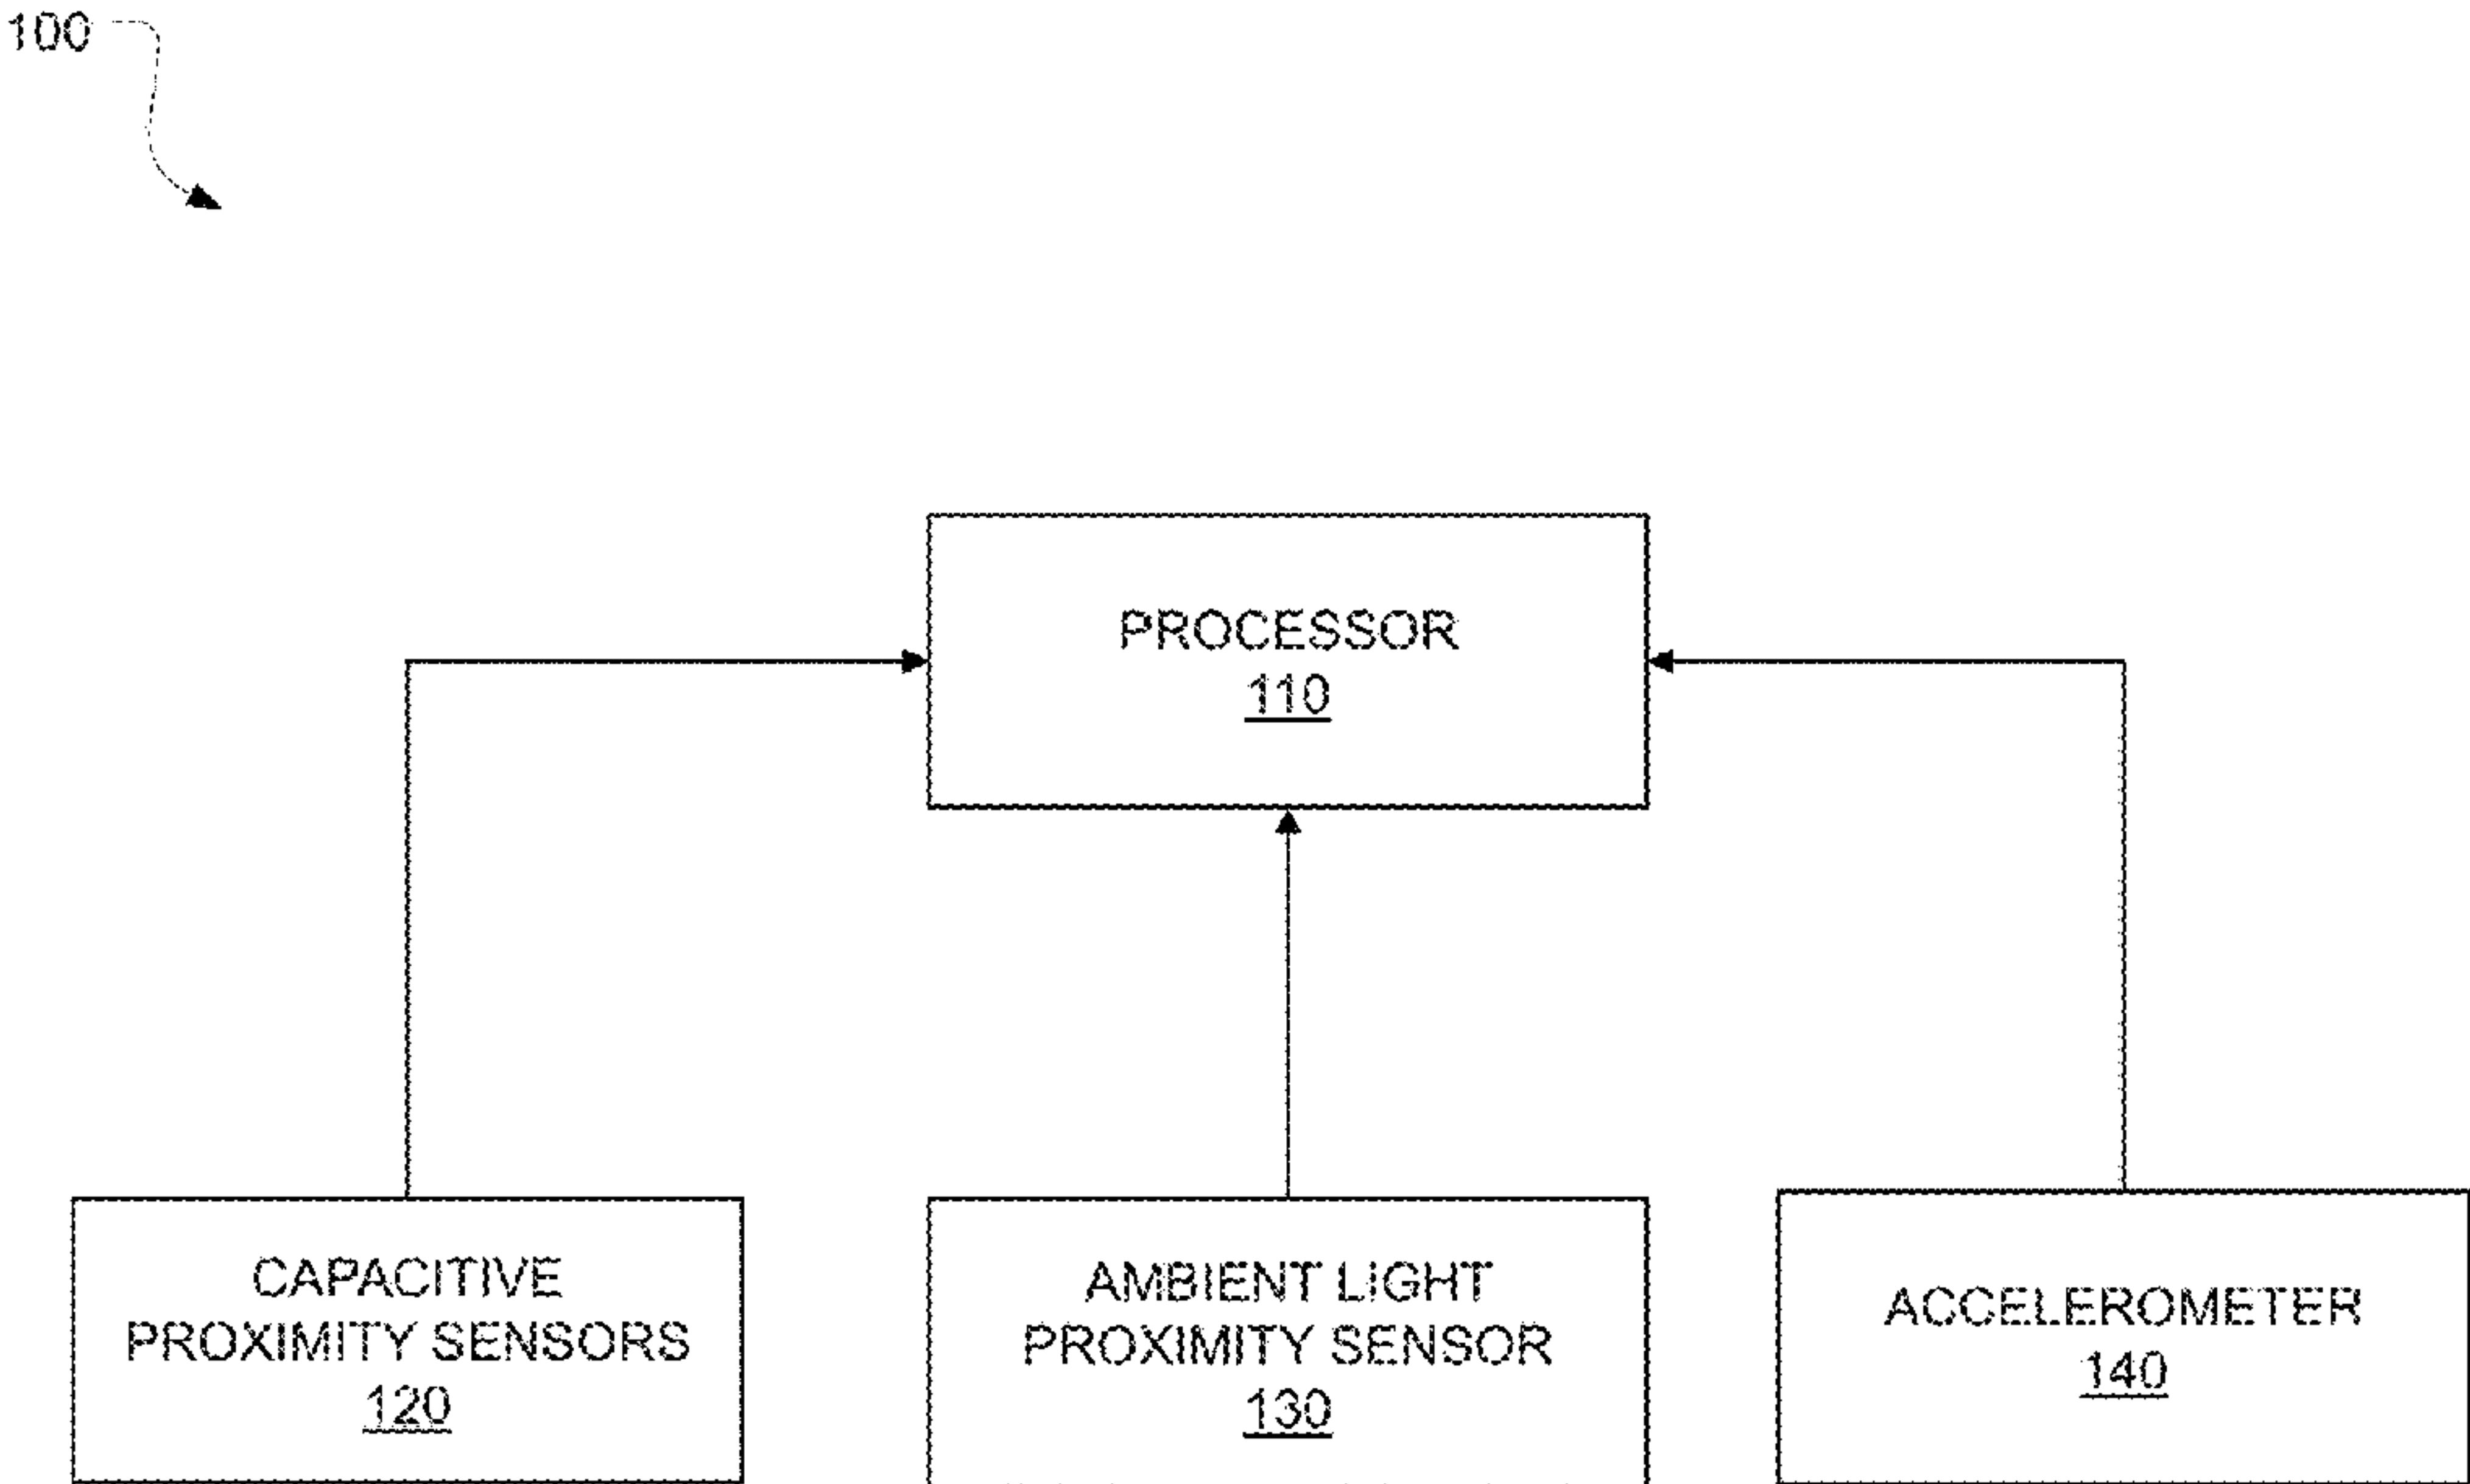 100
PROCESSOR
110
CAPACITIVE
PROXIMITY SENSORS
120
AMBIENT LIGHT
PROXIMITY SENSOR
130
ACCELEROMETER
140